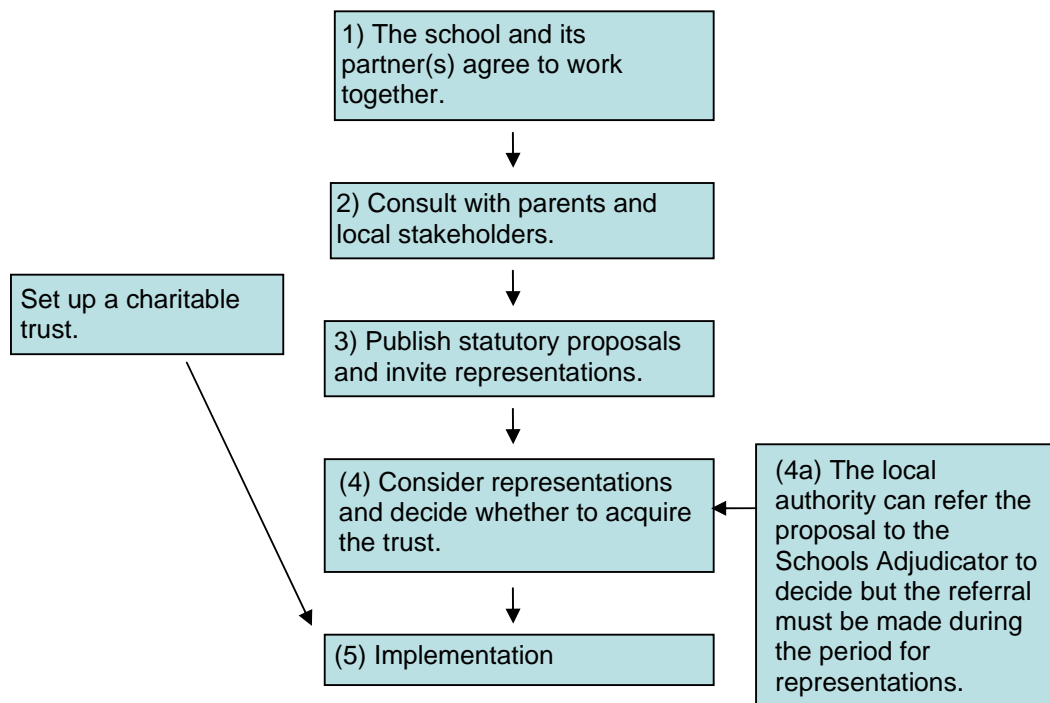 1) The school and its
partner(s) agree to work
together.
2) Consult with parents and
local stakeholders.
Set up a charitable
trust.
3) Publish statutory proposals
and invite representations.
(4) Consider representations
and decide whether to acquire
the trust.
(4a) The local
authority can refer the
proposal to the
Schools Adjudicator to
decide but the referral
must be made during
the period for
representations.
(5) Implementation